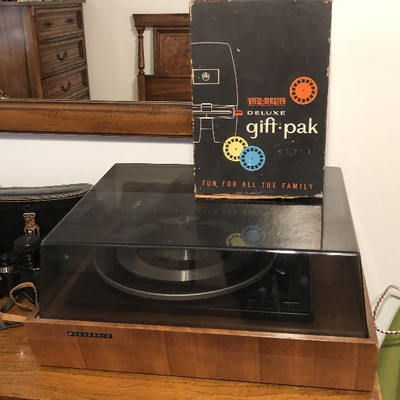 VIEW-MASTER
DELUXE
gift·pak
FUN FOR ALL THE FAMILY